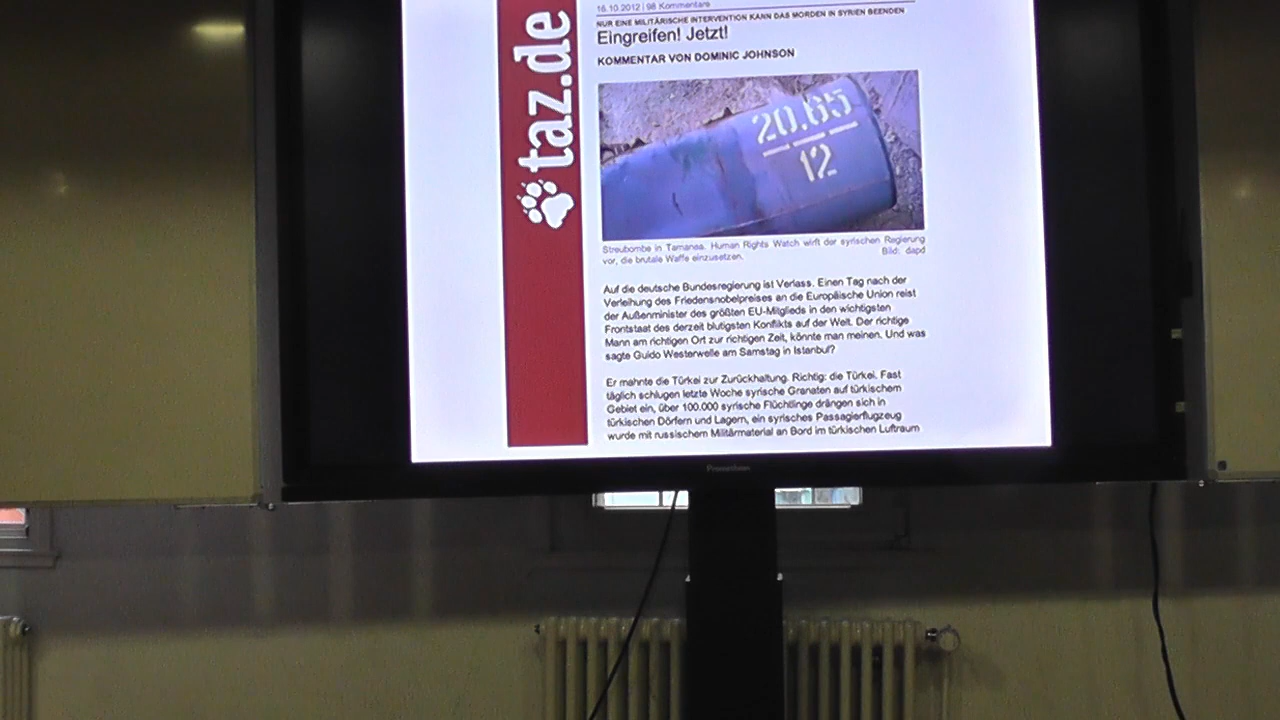 taz.de
16.10.2012 | 98 Kommentare
NUR EINE MILITÄRISCHE INTERVENTION KANN DAS MORDEN IN SYRIEN BEENDEN
Eingreifen! Jetzt!
KOMMENTAR VON DOMINIC JOHNSON
20.65
12
Streubombe in Tamanea. Human Rights Watch wirft der syrischen Regierung
vor, die brutale Waffe einzusetzen. Bild: dapd
Auf die deutsche Bundesregierung ist Verlass. Einen Tag nach der
Verleihung des Friedensnobelpreises an die Europäische Union reist
der Außenminister des größten EU-Mitglieds in den wichtigsten
Frontstaat des derzeit blutigsten Konflikts auf der Welt. Der richtige
Mann am richtigen Ort zur richtigen Zeit, könnte man meinen. Und was
sagte Guido Westerwelle am Samstag in Istanbul?
Er mahnte die Türkei zur Zurückhaltung. Richtig: die Türkei. Fast
täglich schlugen letzte Woche syrische Granaten auf türkischem
Gebiet ein, über 100.000 syrische Flüchtlinge drängen sich in
türkischen Dörfern und Lagern, ein syrisches Passagierflugzeug
wurde mit russischem Militärmaterial an Bord im türkischen Luftraum